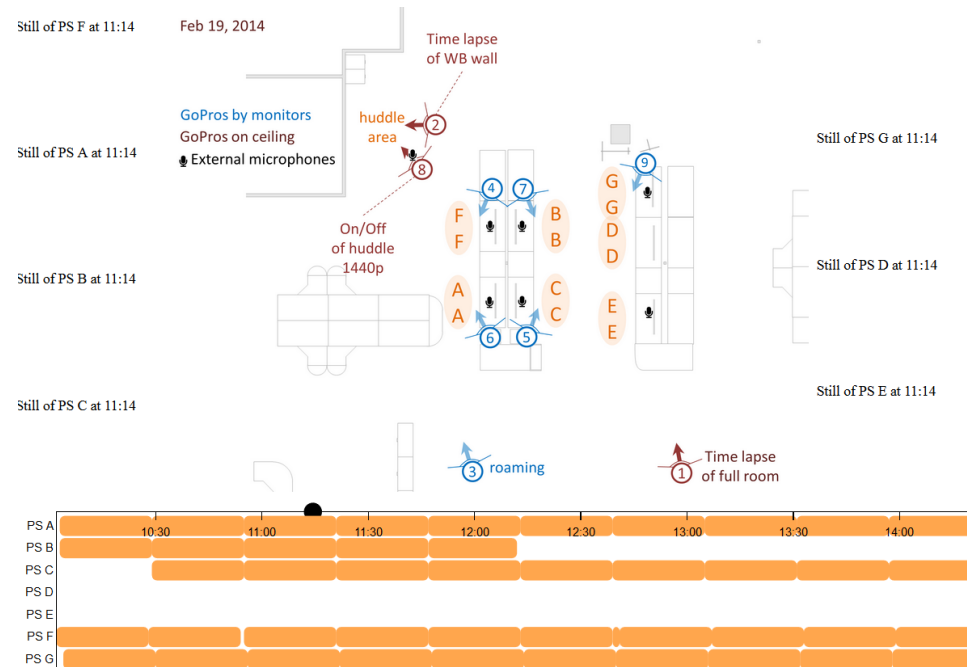 Still of PS F at 11:14
Feb 19, 2014
Time lapse
of WB wall
GoPros by monitors
GoPros on ceiling
External microphones
huddle
area
2
8
Still of PS A at 11:14
Still of PS G at 11:14
On/Off
of huddle
1440p
4
7
9
F
F
B
B
G
G
D
D
Still of PS B at 11:14
Still of PS D at 11:14
A
A
C
C
E
E
6
5
Still of PS C at 11:14
Still of PS E at 11:14
3
roaming
1
Time lapse
of full room
PS A
10:30 11:00 11:30 12:00 12:30 13:00 13:30 14:00
PS B
PS C
PS D
PS E
PS F
PS G